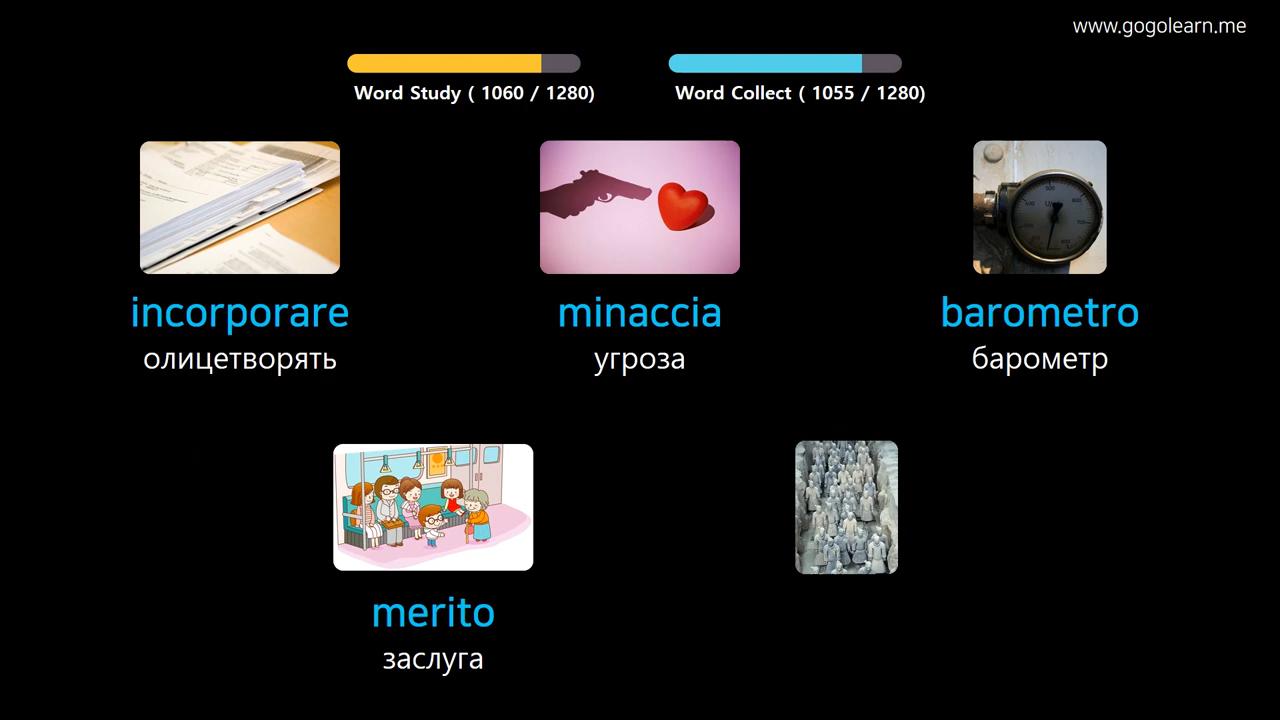 www.gogolearn.me
Word Study ( 1060 / 1280)
Word Collect ( 1055 / 1280)
incorporare
олицетворять
minaccia
угроза
barometro
барометр
merito
заслуга